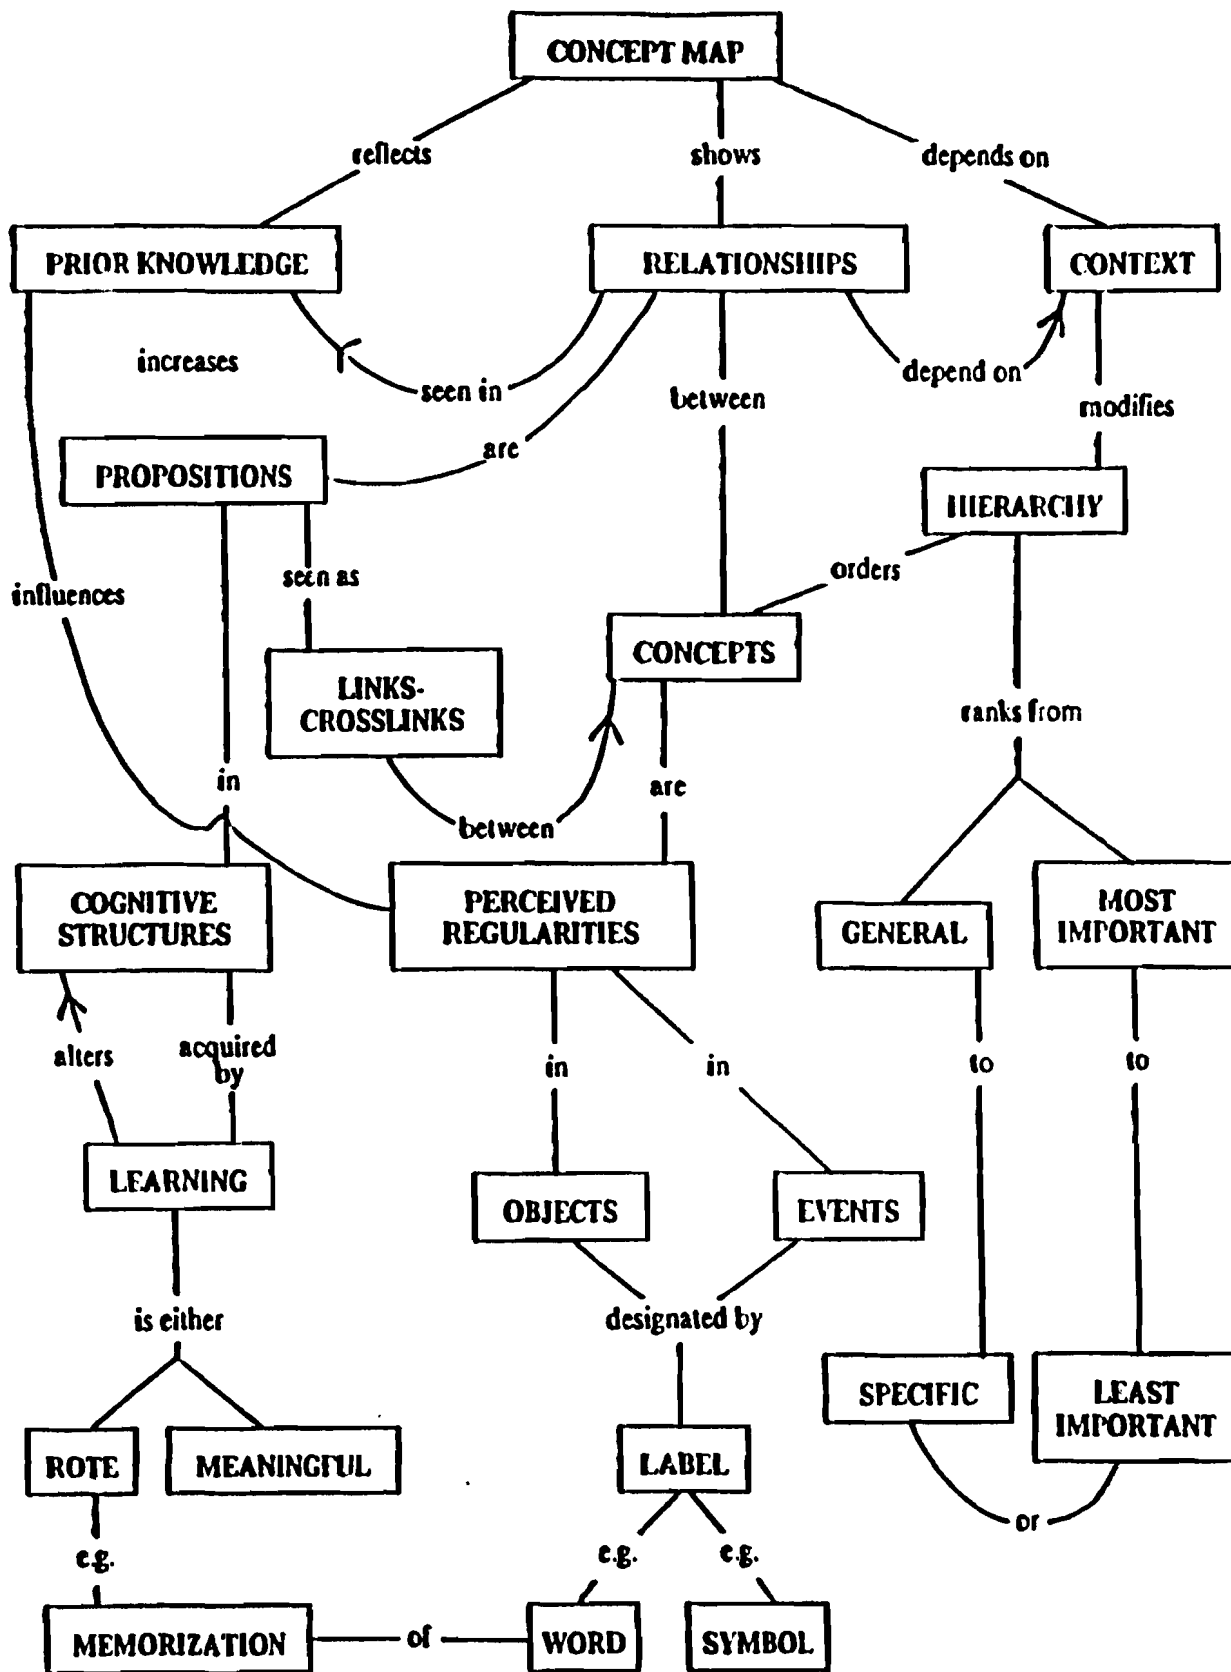 CONCEPT MAP
reflects
shows
depends on
PRIOR KNOWLEDGE
RELATIONSHIPS
CONTEXT
increases
seen in
between
depend on
modifies
are
PROPOSITIONS
HIERARCHY
seen as
orders
influences
CONCEPTS
LINKS-
CROSSLINKS
ranks from
in
are
between
COGNITIVE
STRUCTURES
PERCEIVED
REGULARITIES
GENERAL
MOST
IMPORTANT
alters
acquired
by
in
in
to
to
LEARNING
OBJECTS
EVENTS
is either
designated by
SPECIFIC
LEAST
IMPORTANT
ROTE
MEANINGFUL
LABEL
or
e.g.
e.g.
e.g.
MEMORIZATION
of
WORD
SYMBOL